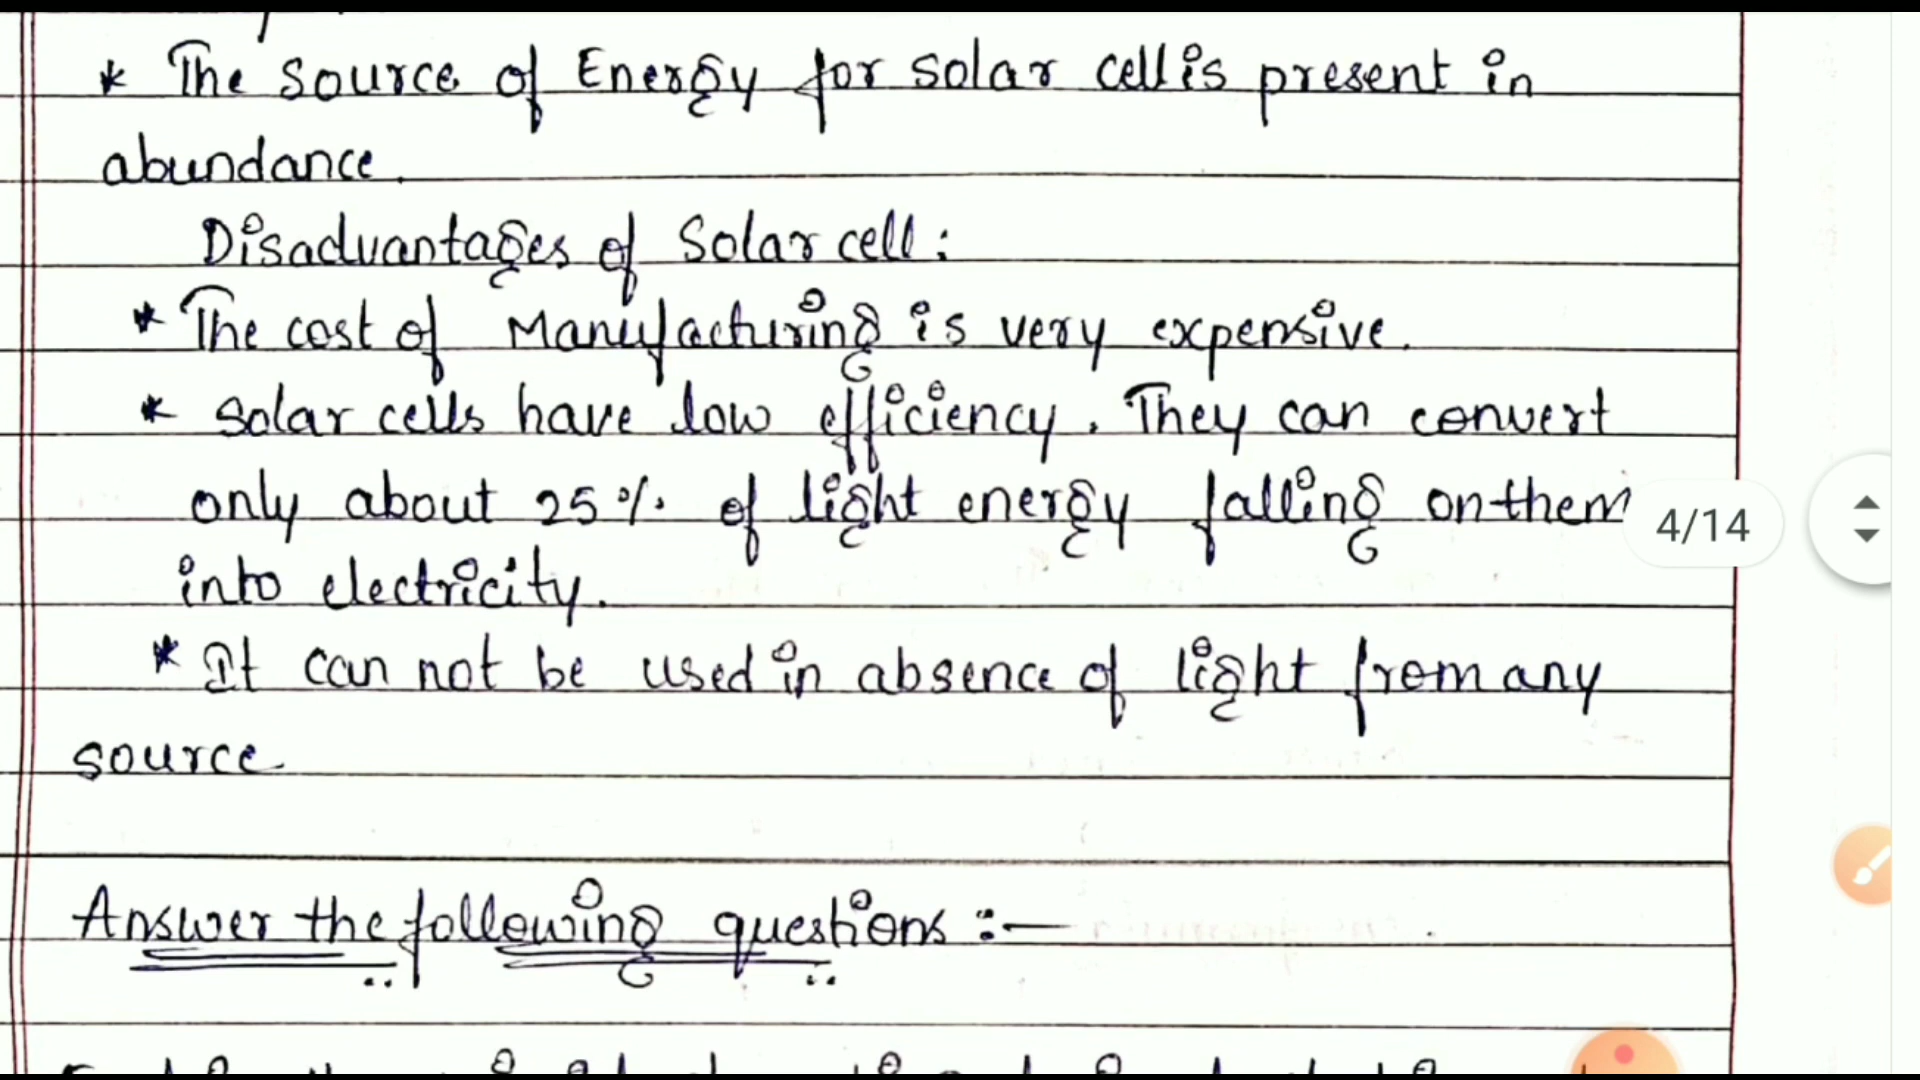 * The Source of Energy for solar cell is present in
abundance.
Disadvantages of Solar cell:
* The cost of Manufacturing is very expensive.
* Solar cells have low efficiency. They can convert
only about 25% of light energy falling on them
4/14
into electricity.
* It can not be used in absence of light from any
source
Answer the following questions :-